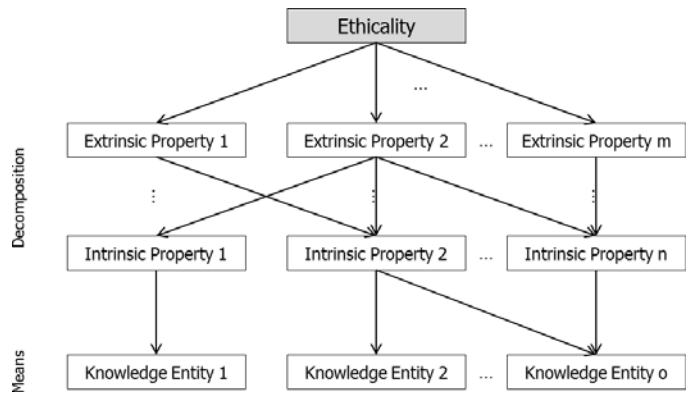 Ethicality
...
Extrinsic Property 1
Extrinsic Property 2
...
Extrinsic Property m
Decomposition
...
...
...
Intrinsic Property 1
Intrinsic Property 2
...
Intrinsic Property n
Means
Knowledge Entity 1
Knowledge Entity 2
...
Knowledge Entity o